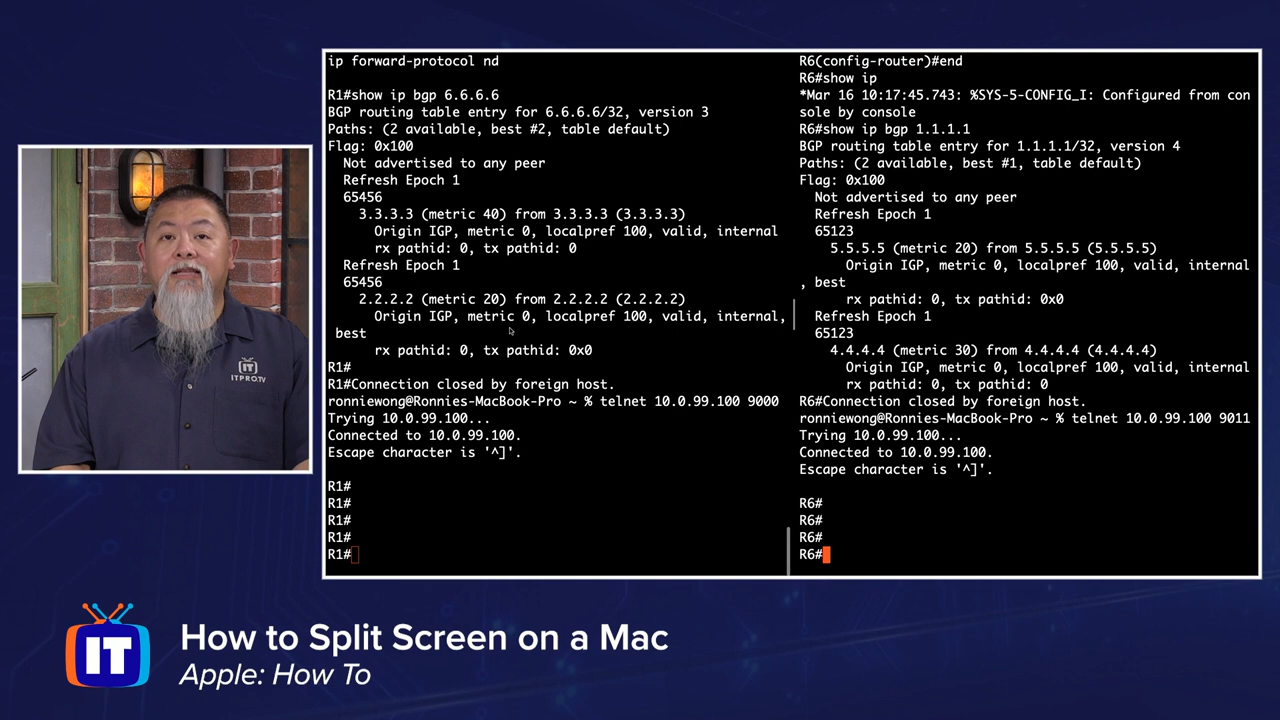 ip forward-protocol nd
R1#show ip bgp 6.6.6.6
BGP routing table entry for 6.6.6.6/32, version 3
Paths: (2 available, best #2, table default)
Flag: 0x100
Not advertised to any peer
Refresh Epoch 1
65456
3.3.3.3 (metric 40) from 3.3.3.3 (3.3.3.3)
Origin IGP, metric 0, localpref 100, valid, internal
rx pathid: 0, tx pathid: 0
Refresh Epoch 1
65456
2.2.2.2 (metric 20) from 2.2.2.2 (2.2.2.2)
Origin IGP, metric 0, localpref 100, valid, internal,
best
rx pathid: 0, tx pathid: 0x0
R1#
R1#Connection closed by foreign host.
ronniewong@Ronnies-MacBook-Pro ~ % telnet 10.0.99.100 9000
Trying 10.0.99.100...
Connected to 10.0.99.100.
Escape character is '^]'.
R1#
R1#
R1#
R1#
R1#
R6(config-router)#end
R6#show ip
*Mar 16 10:17:45.743: %SYS-5-CONFIG_I: Configured from con
sole by console
R6#show ip bgp 1.1.1.1
BGP routing table entry for 1.1.1.1/32, version 4
Paths: (2 available, best #1, table default)
Flag: 0x100
Not advertised to any peer
Refresh Epoch 1
65123
5.5.5.5 (metric 20) from 5.5.5.5 (5.5.5.5)
Origin IGP, metric 0, localpref 100, valid, internal
, best
rx pathid: 0, tx pathid: 0x0
Refresh Epoch 1
65123
4.4.4.4 (metric 30) from 4.4.4.4 (4.4.4.4)
Origin IGP, metric 0, localpref 100, valid, internal
rx pathid: 0, tx pathid: 0
R6#Connection closed by foreign host.
ronniewong@Ronnies-MacBook-Pro ~ % telnet 10.0.99.100 9011
Trying 10.0.99.100...
Connected to 10.0.99.100.
Escape character is '^]'.
R6#
R6#
R6#
R6#
IT
ITPRO.TV
IT
How to Split Screen on a Mac
Apple: How To